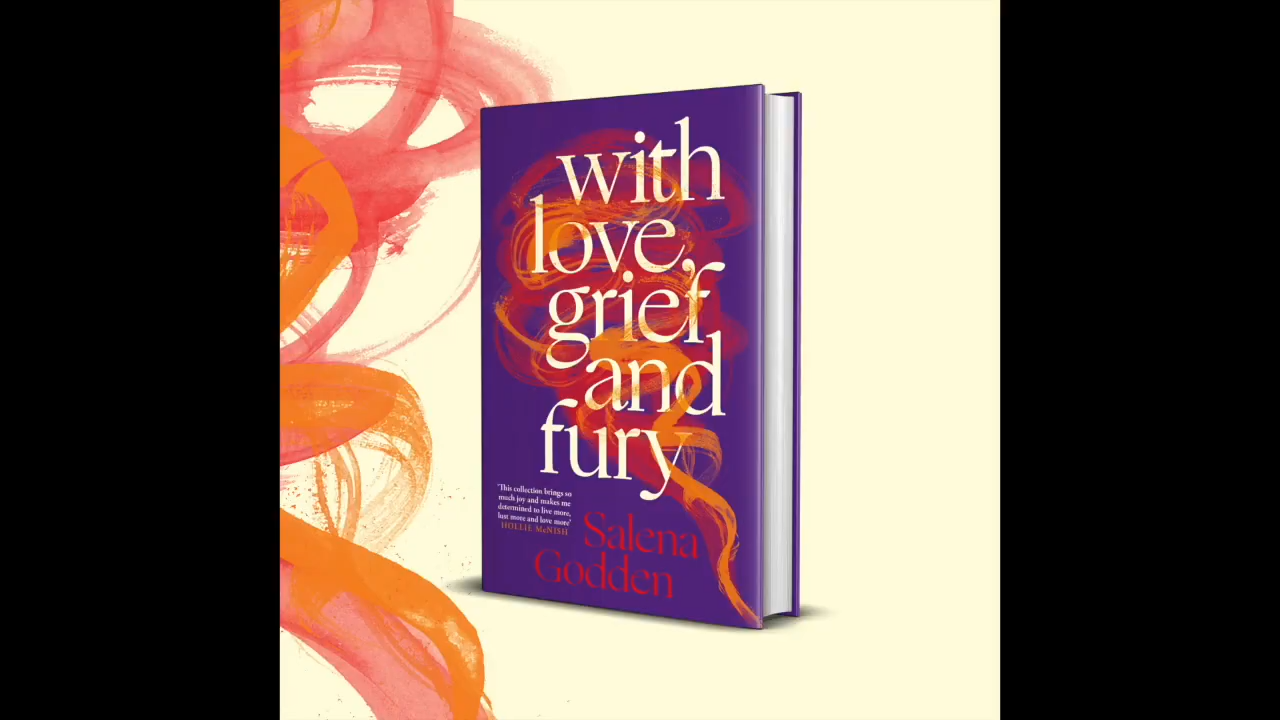 with
love,
grief
and
fury
'This collection brings so
much joy and makes me
determined to live more,
lust more and love more'
HOLLIE McNISH
Salena
Godden